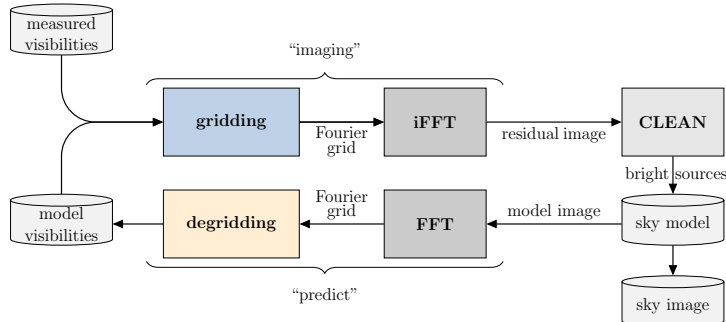 measured
visibilities
“imaging”
gridding
Fourier
grid
iFFT
residual image
CLEAN
bright sources
model
visibilities
degridding
Fourier
grid
FFT
model image
sky model
“predict”
sky image